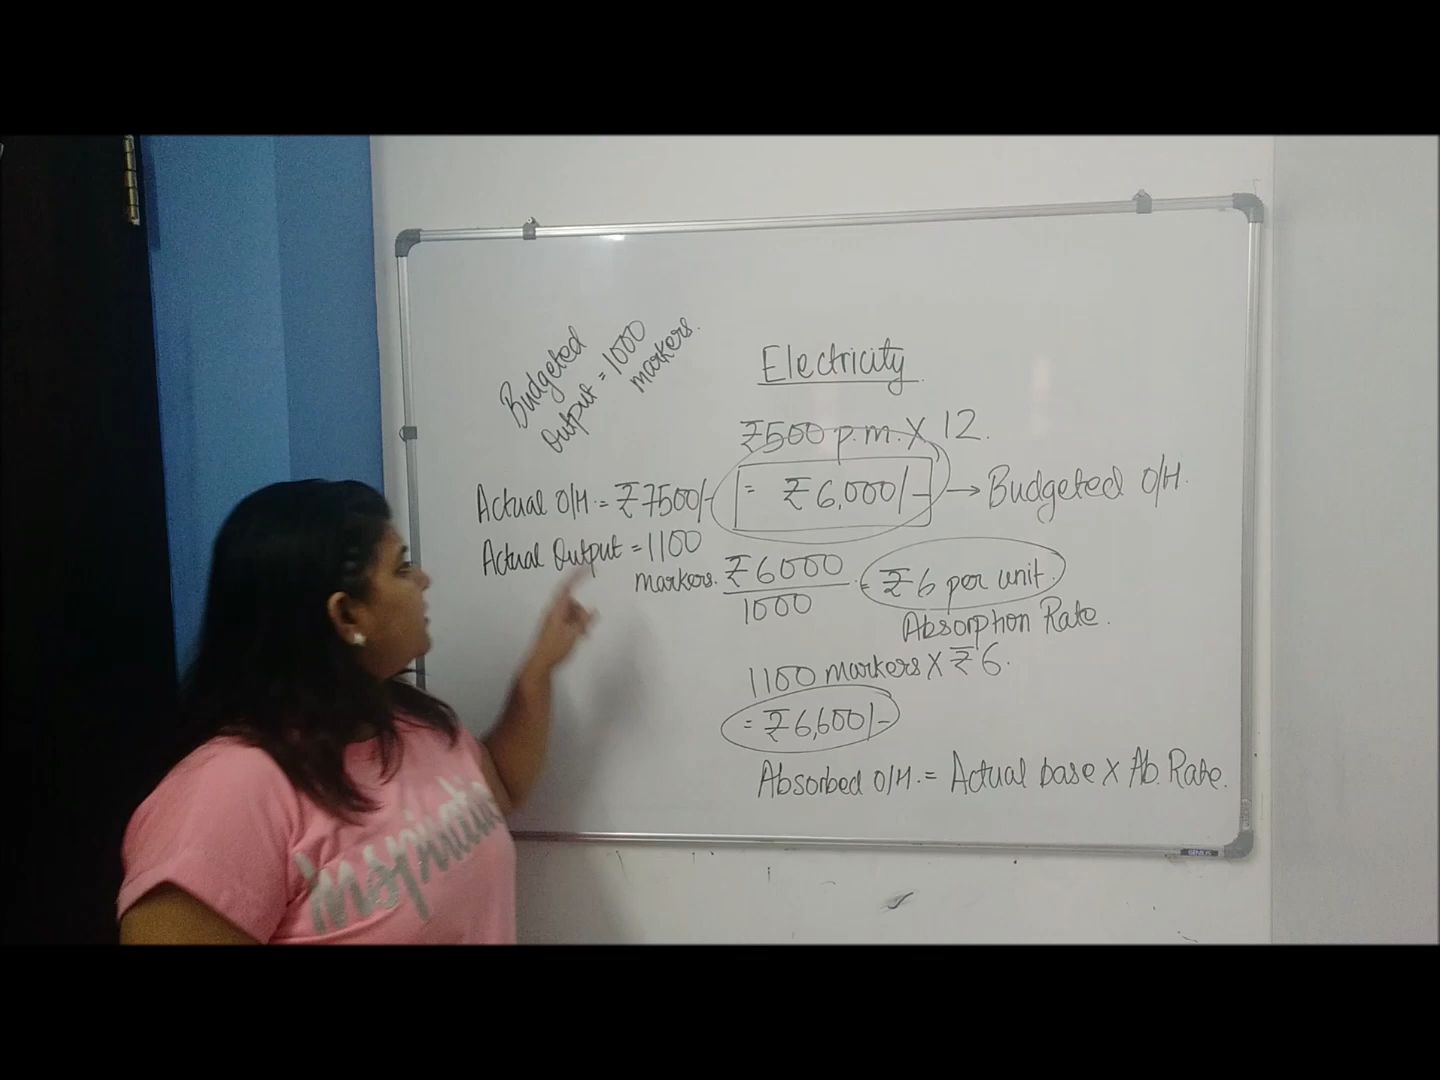 Budgeted
Output = 1000
markers.
Electricity
₹500 p.m. X 12.
= ₹6,000/- → Budgeted O/H.
Actual O/H = ₹7500/-
Actual Output = 1100
markers.
₹6000
1000
= ₹6 per unit.
Absorption Rate.
1100 markers X ₹6.
= ₹6,600/-
Absorbed O/H. = Actual base X Ab. Rate.
Inspiration